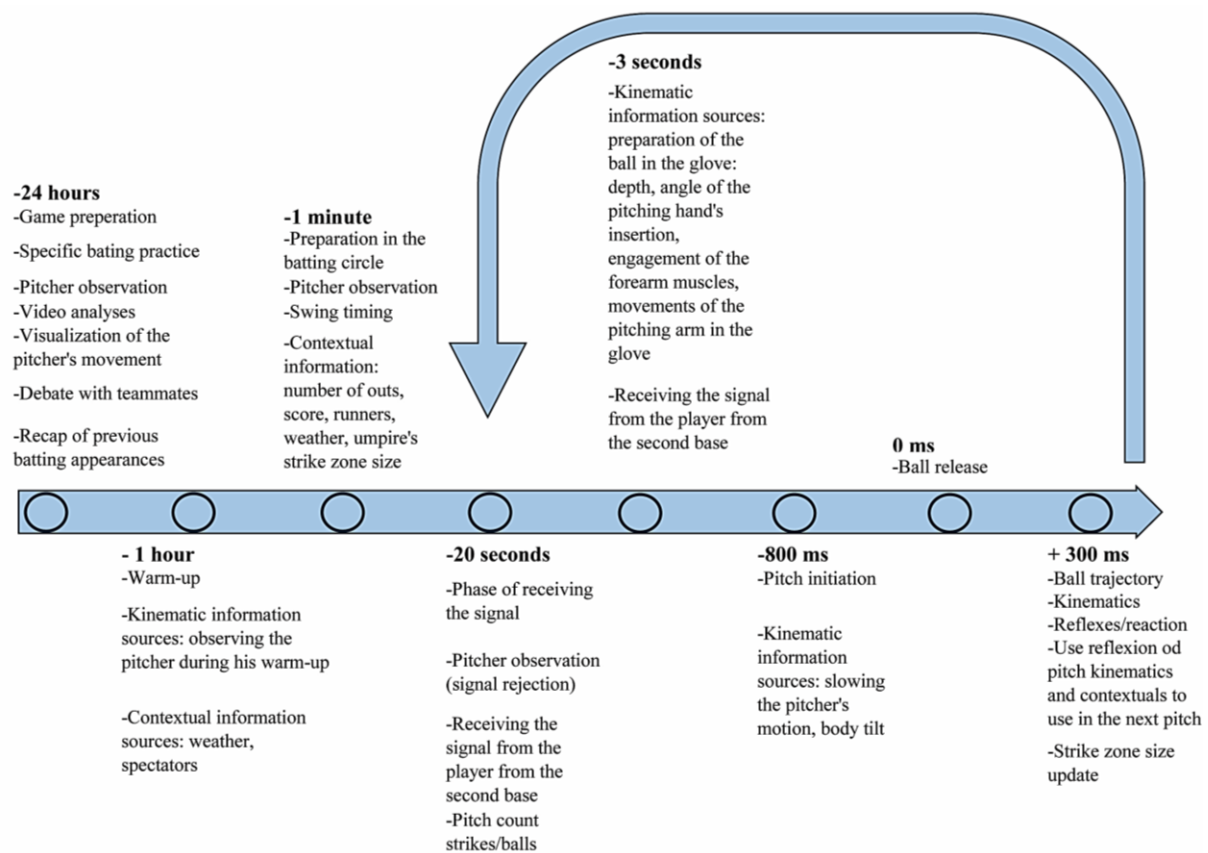 -24 hours
-Game preperation
-Specific bating practice
-Pitcher observation
-Video analyses
-Visualization of the
pitcher's movement
-Debate with teammates
-Recap of previous
batting appearances
- 1 hour
-Warm-up
-Kinematic information
sources: observing the
pitcher during his warm-up
-Contextual information
sources: weather,
spectators
-1 minute
-Preparation in the
batting circle
-Pitcher observation
-Swing timing
-Contextual
information:
number of outs,
score, runners,
weather, umpire's
strike zone size
-20 seconds
-Phase of receiving
the signal
-Pitcher observation
(signal rejection)
-Receiving the
signal from the
player from the
second base
-Pitch count
strikes/balls
-3 seconds
-Kinematic
information sources:
preparation of the
ball in the glove:
depth, angle of the
pitching hand's
insertion,
engagement of the
forearm muscles,
movements of the
pitching arm in the
glove
-Receiving the signal
from the player from
the second base
-800 ms
-Pitch initiation
-Kinematic
information
sources: slowing
the pitcher's
motion, body tilt
0 ms
-Ball release
+ 300 ms
-Ball trajectory
-Kinematics
-Reflexes/reaction
-Use reflexion od
pitch kinematics
and contextuals to
use in the next pitch
-Strike zone size
update